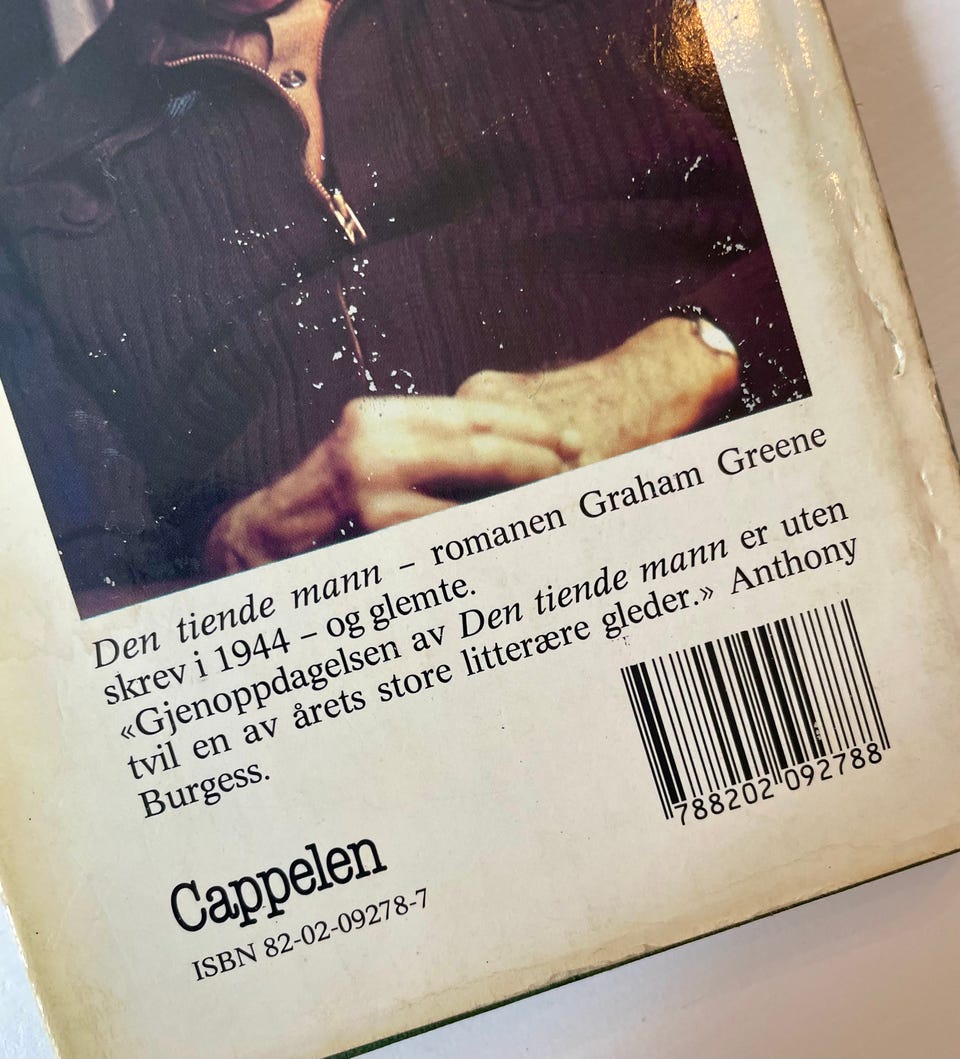 Den tiende mann – romanen Graham Greene
skrev i 1944 – og glemte.
«Gjenoppdagelsen av Den tiende mann er uten
tvil en av årets store litterære gleder.» Anthony
Burgess.
788202 092788
Cappelen
ISBN 82-02-09278-7